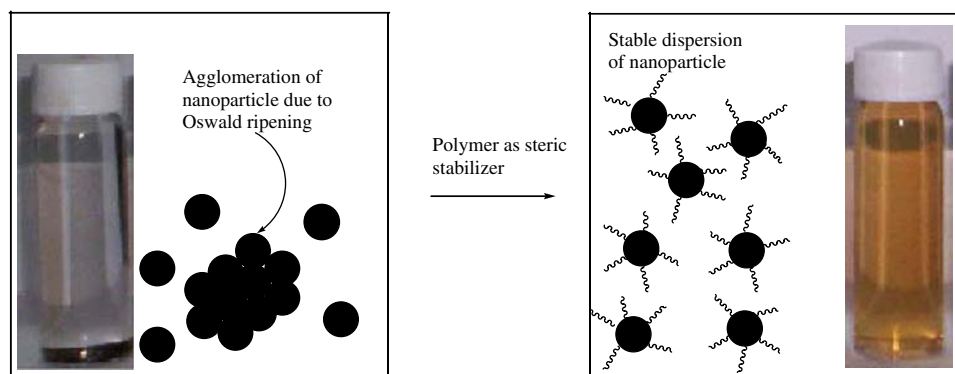 Agglomeration of
nanoparticle due to
Oswald ripening
Polymer as steric
stabilizer
Stable dispersion
of nanoparticle